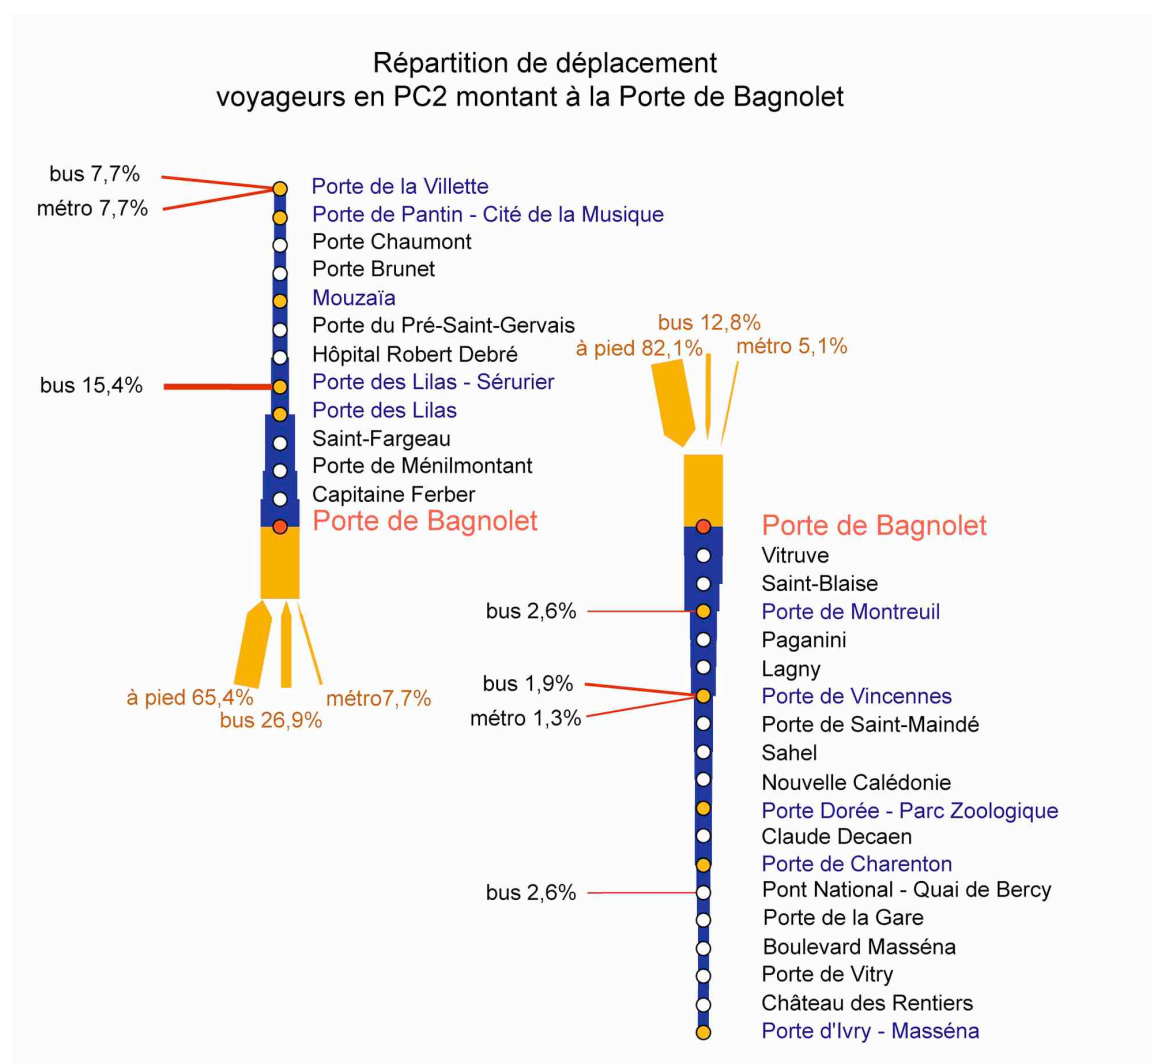 Répartition de déplacement
voyageurs en PC2 montant à la Porte de Bagnolet
bus 7,7%
métro 7,7%
Porte de la Villette
Porte de Pantin - Cité de la Musique
Porte Chaumont
Porte Brunet
Mouzaïa
Porte du Pré-Saint-Gervais
Hôpital Robert Debré
bus 15,4%
Porte des Lilas - Sérurier
Porte des Lilas
Saint-Fargeau
Porte de Ménilmontant
Capitaine Ferber
Porte de Bagnolet
à pied 65,4%
bus 26,9%
métro7,7%
bus 12,8%
à pied 82,1%
métro 5,1%
Porte de Bagnolet
Vitruve
Saint-Blaise
bus 2,6%
Porte de Montreuil
Paganini
Lagny
bus 1,9%
métro 1,3%
Porte de Vincennes
Porte de Saint-Maindé
Sahel
Nouvelle Calédonie
Porte Dorée - Parc Zoologique
Claude Decaen
Porte de Charenton
bus 2,6%
Pont National - Quai de Bercy
Porte de la Gare
Boulevard Masséna
Porte de Vitry
Château des Rentiers
Porte d'Ivry - Masséna